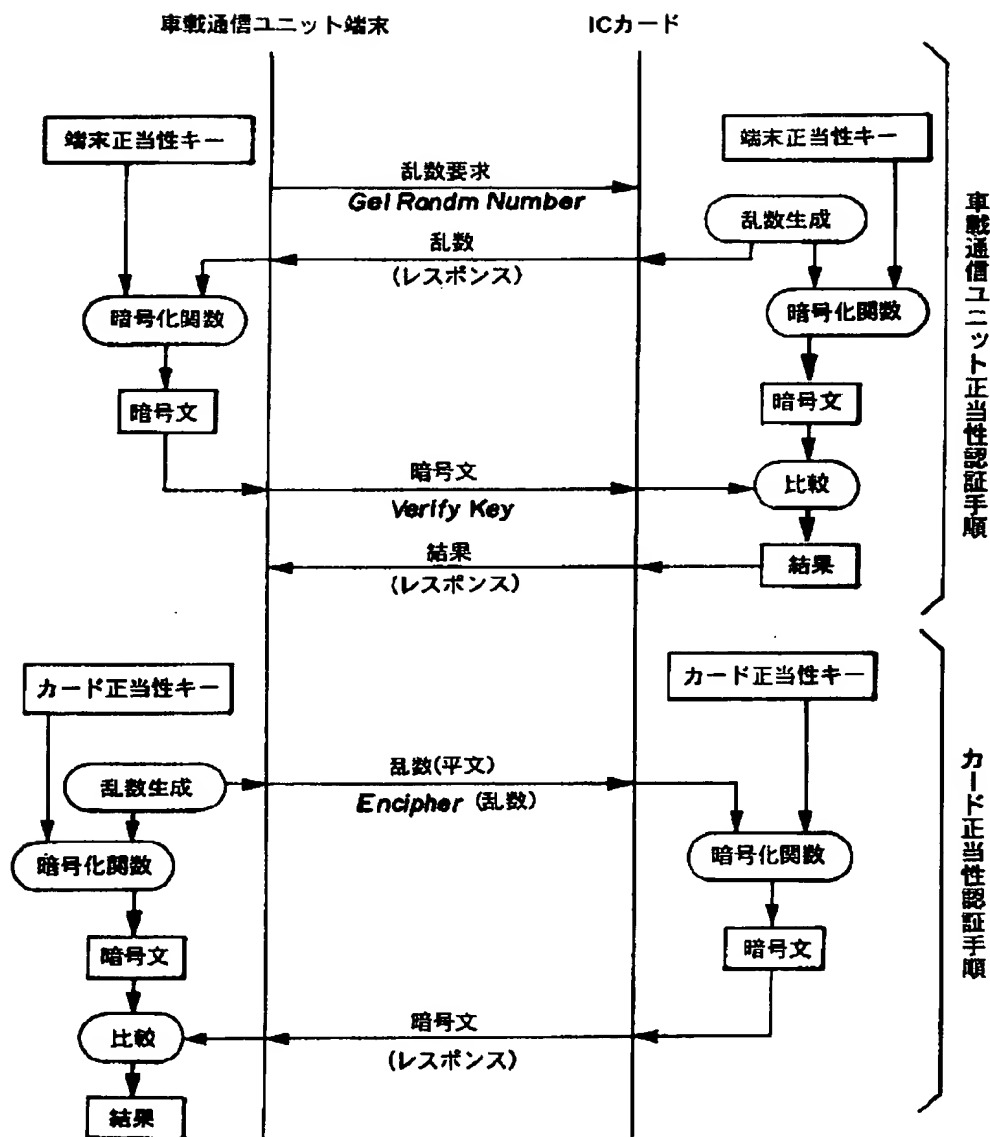 車載通信ユニット端末
ICカード
端末正当性キー
端末正当性キー
乱数要求
Gel Rondm Number
乱数生成
乱数
(レスポンス)
暗号化関数
暗号化関数
暗号文
暗号文
暗号文
Verify Key
比較
結果
(レスポンス)
結果
車載通信ユニット正当性認証手順
カード正当性キー
カード正当性キー
乱数生成
乱数(平文)
Encipher (乱数)
暗号化関数
暗号化関数
暗号文
暗号文
比較
暗号文
(レスポンス)
結果
カード正当性認証手順